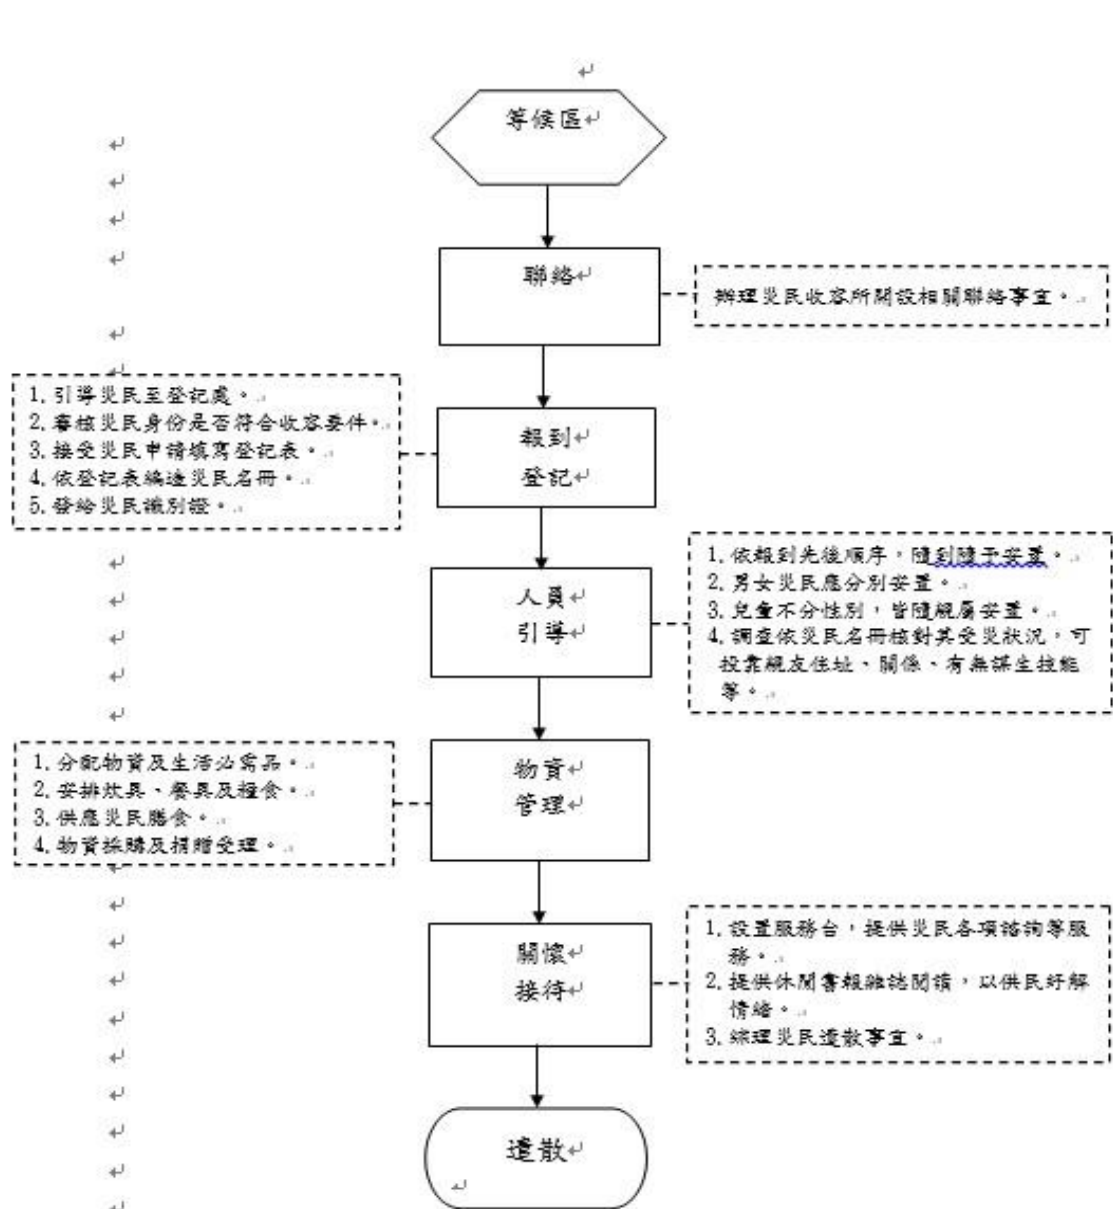 等候區
聯絡
辦理災民收容所開設相關聯絡事宜。
1. 引導災民至登記處。
2. 審核災民身份是否符合收容要件。
3. 接受災民申請填寫登記表。
4. 依登記表編造災民名冊。
5. 發給災民識別證。
報到
登記
人員
引導
1. 依報到先後順序，隨到隨予安置。
2. 男女災民應分別安置。
3. 兒童不分性別，皆隨親屬安置。
4. 調查依災民名冊核對其受災狀況，可
投靠親友住址、關係、有無謀生技能
等。
1. 分配物資及生活必需品。
2. 安排炊具、餐具及糧食。
3. 供應災民膳食。
4. 物資採購及捐贈受理。
物資
管理
關懷
接待
1. 設置服務台，提供災民各項諮詢等服
務。
2. 提供休閒書報雜誌閱讀，以供民紓解
情緒。
3. 綜理災民遣散事宜。
遣散